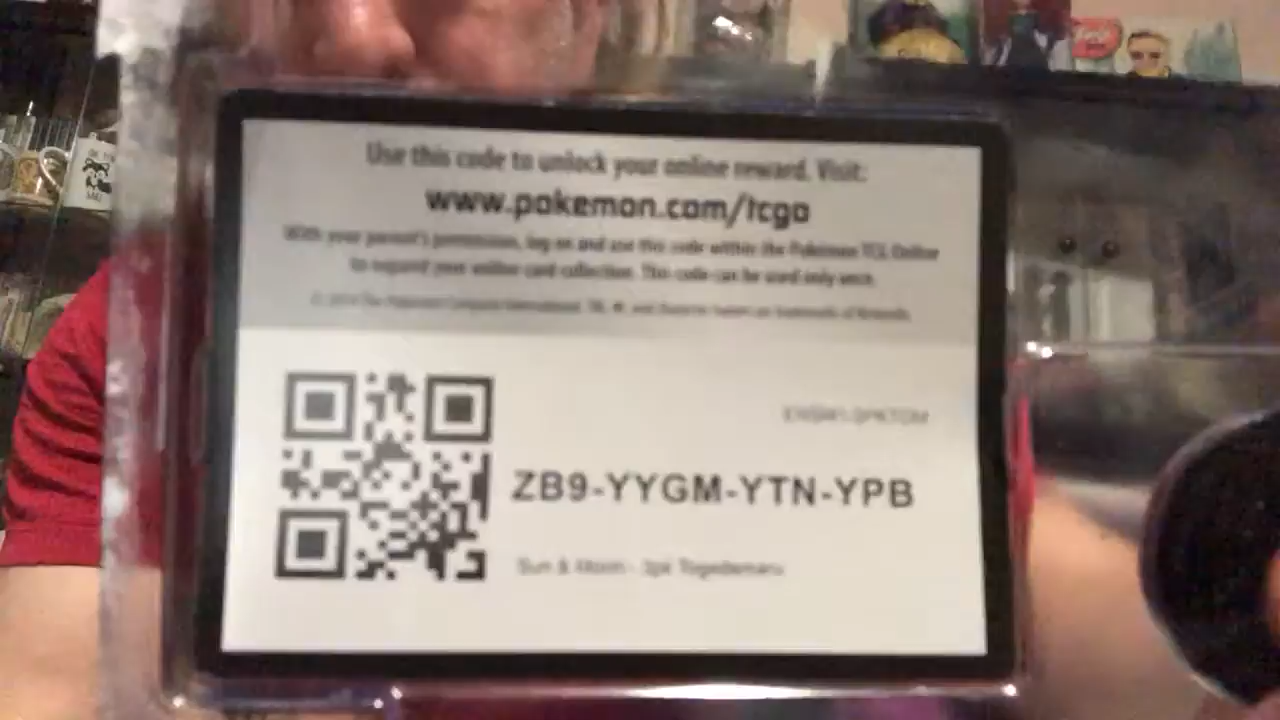 Use this code to unlock your online reward. Visit:
www.pokemon.com/tcgo
With your parent's permission, log on and use this code within the Pokémon TCG Online
to expand your online card collection. This code can be used only once.
ZB9-YYGM-YTN-YPB
Sun & Moon - 3pk Togedemaru